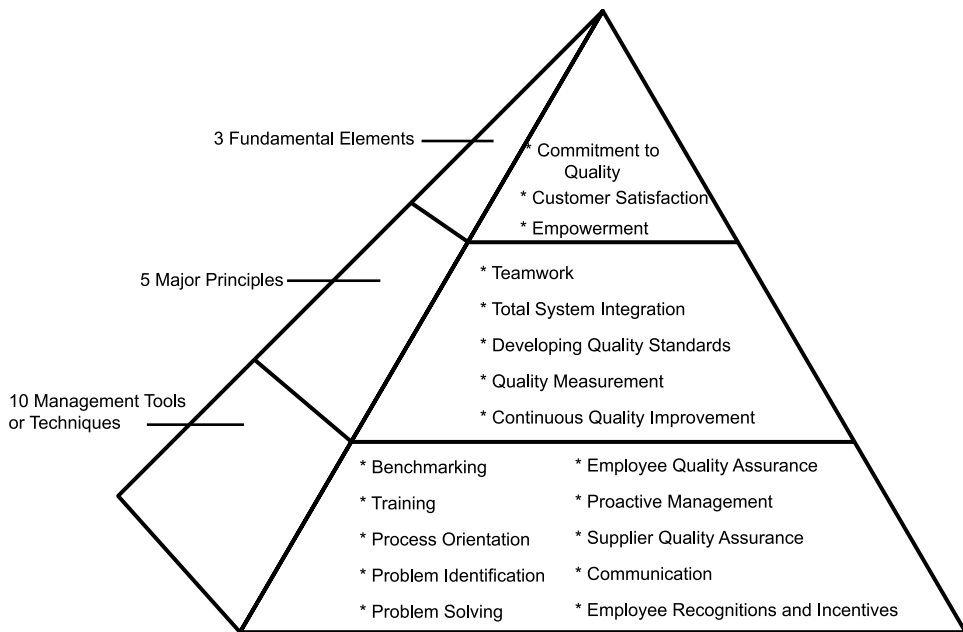 3 Fundamental Elements
* Commitment to
Quality
* Customer Satisfaction
* Empowerment
5 Major Principles
* Teamwork
* Total System Integration
* Developing Quality Standards
* Quality Measurement
* Continuous Quality Improvement
10 Management Tools
or Techniques
* Benchmarking
* Training
* Process Orientation
* Problem Identification
* Problem Solving
* Employee Quality Assurance
* Proactive Management
* Supplier Quality Assurance
* Communication
* Employee Recognitions and Incentives